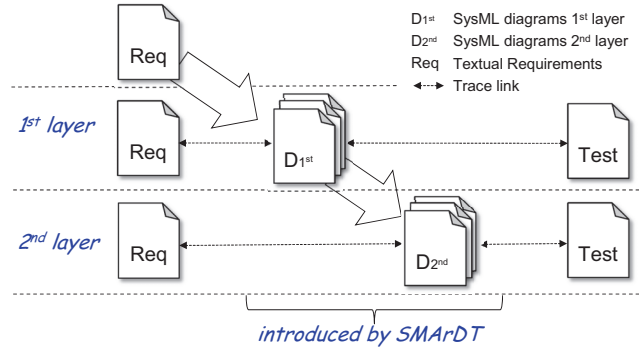 D1st SysML diagrams 1st layer
D2nd SysML diagrams 2nd layer
Req Textual Requirements
Trace link
Req
1st layer
Req
D1st
Test
2nd layer
Req
D2nd
Test
introduced by SMArDT